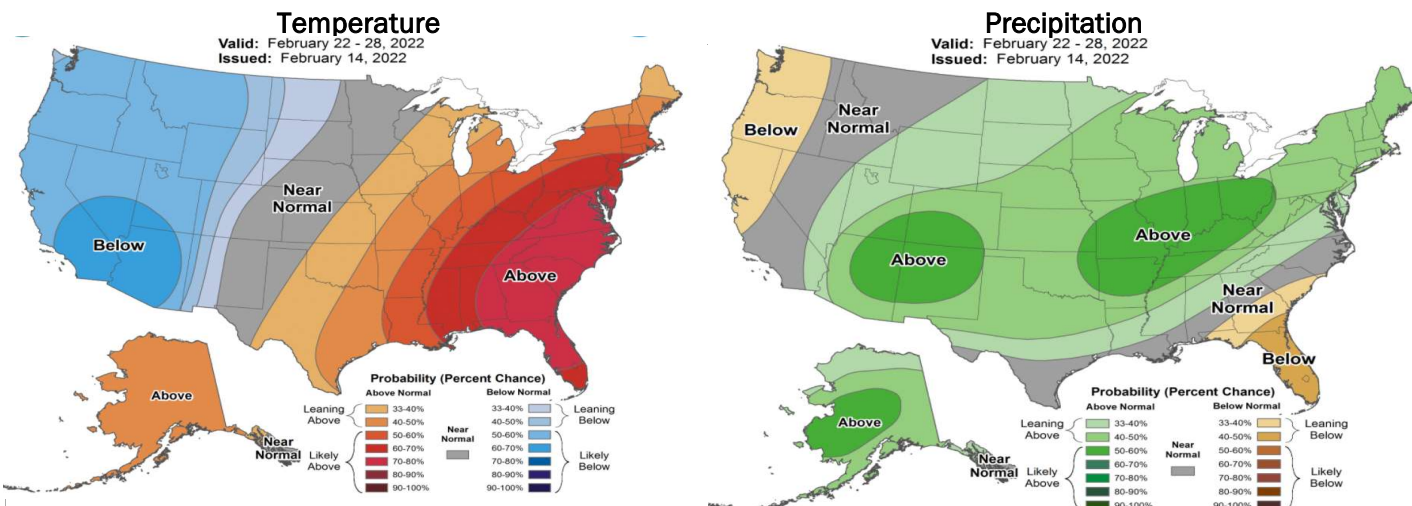 Temperature
Valid: February 22 - 28, 2022
Issued: February 14, 2022
Near
Normal
Below
Above
Above
Near
Normal
Probability (Percent Chance)
Above Normal
Below Normal
Leaning
Above
33-40%
40-50%
Likely
Above
50-60%
60-70%
70-80%
80-90%
90-100%
Near
Normal
33-40%
40-50%
Leaning
Below
50-60%
60-70%
70-80%
80-90%
90-100%
Likely
Below
Precipitation
Valid: February 22 - 28, 2022
Issued: February 14, 2022
Below
Near
Normal
Above
Above
Near
Normal
Below
Above
Near
Normal
Probability (Percent Chance)
Above Normal
Below Normal
Leaning
Above
33-40%
40-50%
Likely
Above
50-60%
60-70%
70-80%
80-90%
90-100%
Near
Normal
33-40%
40-50%
Leaning
Below
50-60%
60-70%
70-80%
80-90%
90-100%
Likely
Below